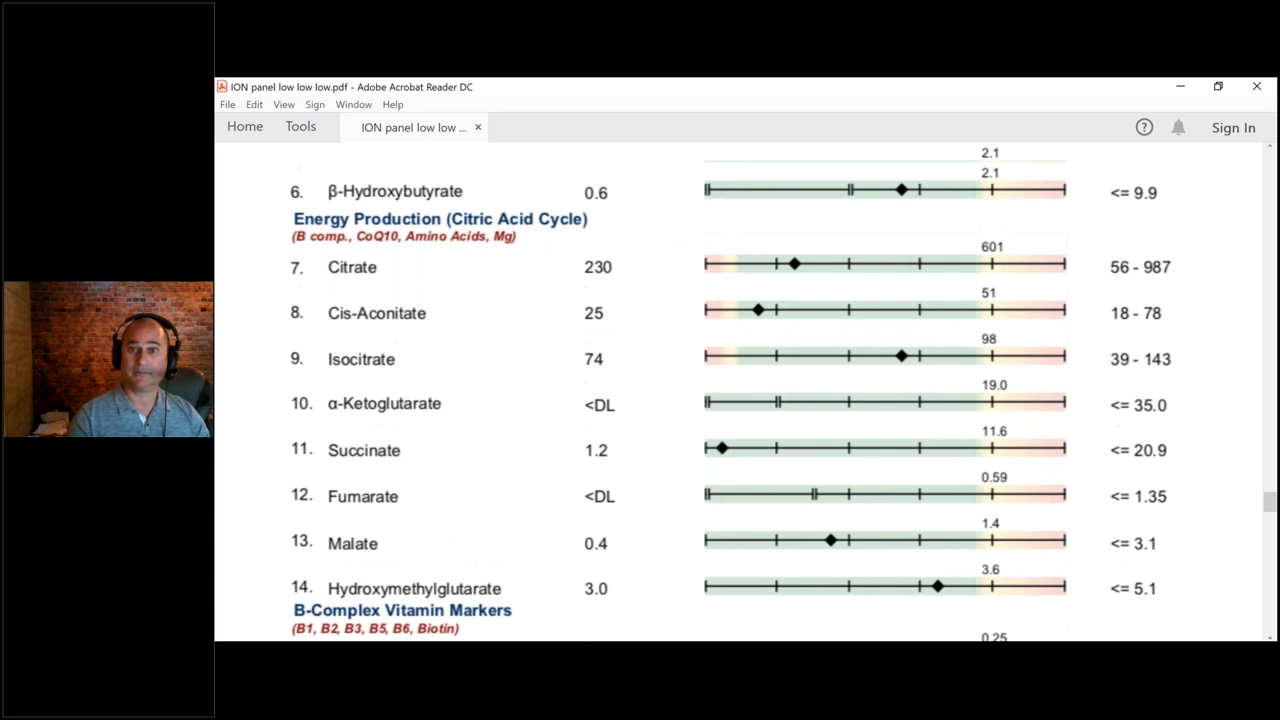 ION panel low low low.pdf - Adobe Acrobat Reader DC
File Edit View Sign Window Help
Home Tools ION panel low low ... × ? Sign In
2.1
2.1
6. β-Hydroxybutyrate 0.6 <= 9.9
Energy Production (Citric Acid Cycle)
(B comp., CoQ10, Amino Acids, Mg)
601
7. Citrate 230 56 - 987
51
8. Cis-Aconitate 25 18 - 78
98
9. Isocitrate 74 39 - 143
19.0
10. α-Ketoglutarate <DL <= 35.0
11.6
11. Succinate 1.2 <= 20.9
0.59
12. Fumarate <DL <= 1.35
1.4
13. Malate 0.4 <= 3.1
3.6
14. Hydroxymethylglutarate 3.0 <= 5.1
B-Complex Vitamin Markers
(B1, B2, B3, B5, B6, Biotin)
0.25